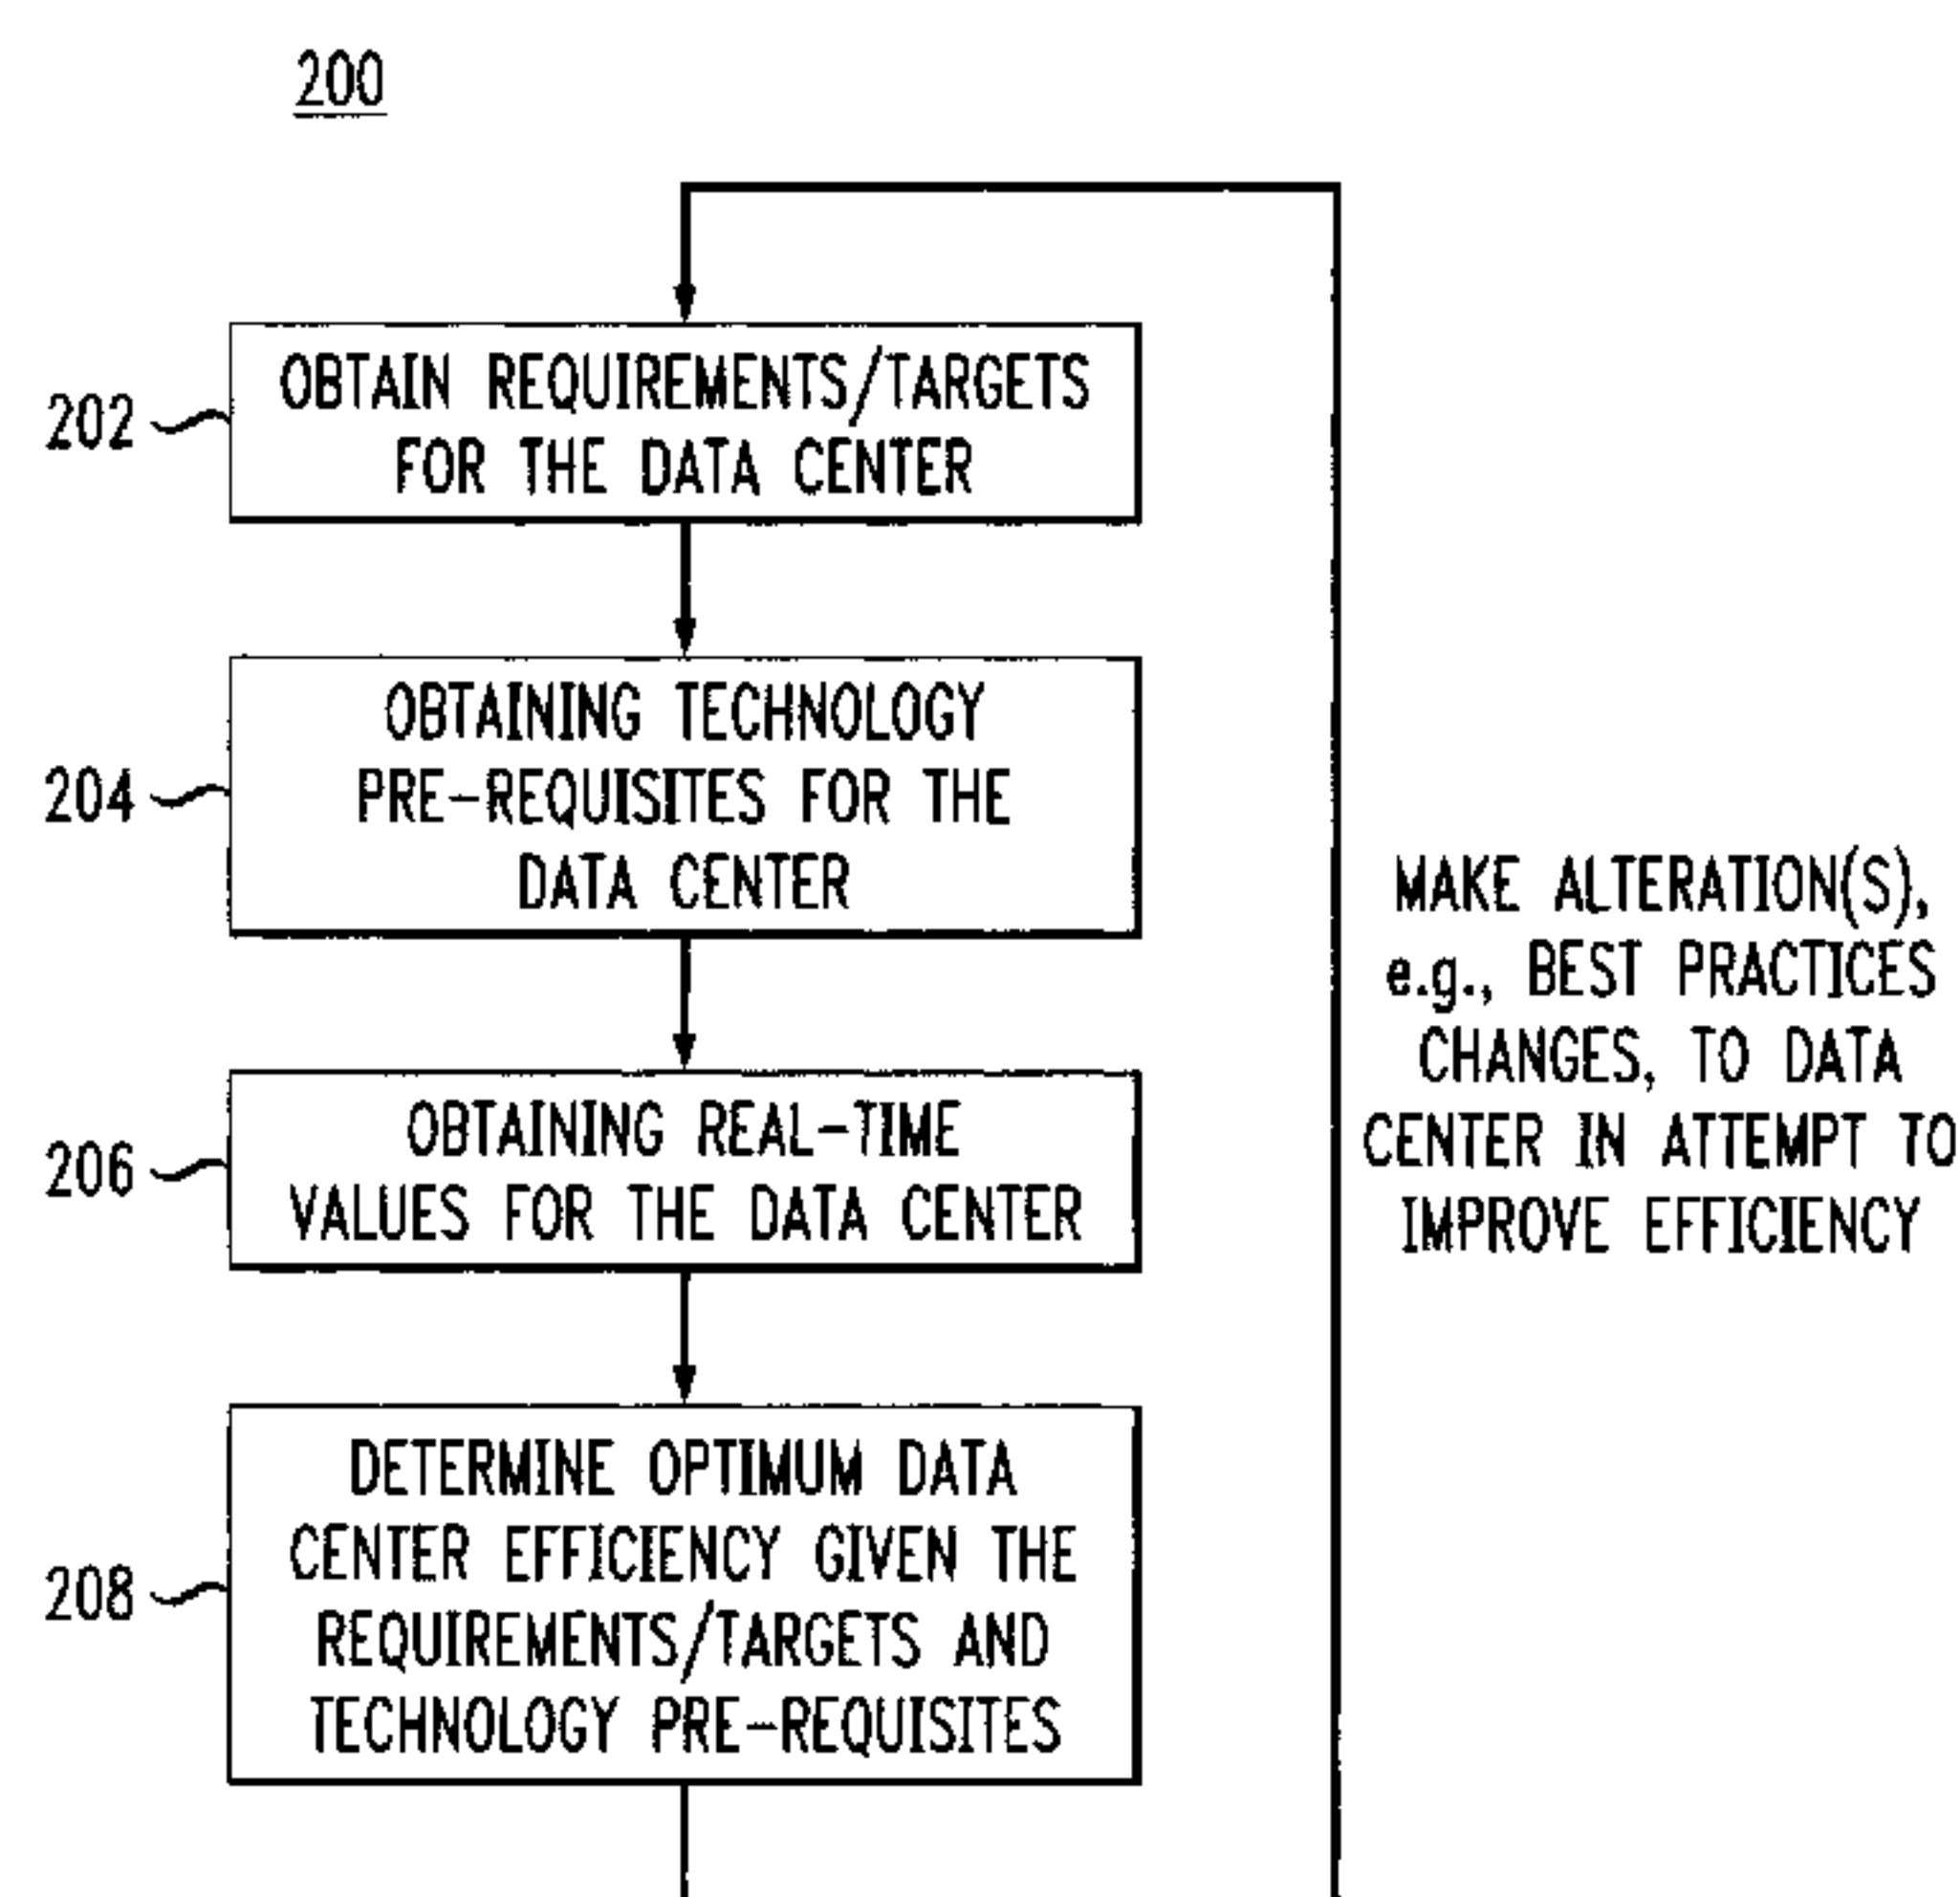 200
202
OBTAIN REQUIREMENTS/TARGETS
FOR THE DATA CENTER
204
OBTAINING TECHNOLOGY
PRE-REQUISITES FOR THE
DATA CENTER
206
OBTAINING REAL-TIME
VALUES FOR THE DATA CENTER
208
DETERMINE OPTIMUM DATA
CENTER EFFICIENCY GIVEN THE
REQUIREMENTS/TARGETS AND
TECHNOLOGY PRE-REQUISITES
MAKE ALTERATION(S),
e.g., BEST PRACTICES
CHANGES, TO DATA
CENTER IN ATTEMPT TO
IMPROVE EFFICIENCY